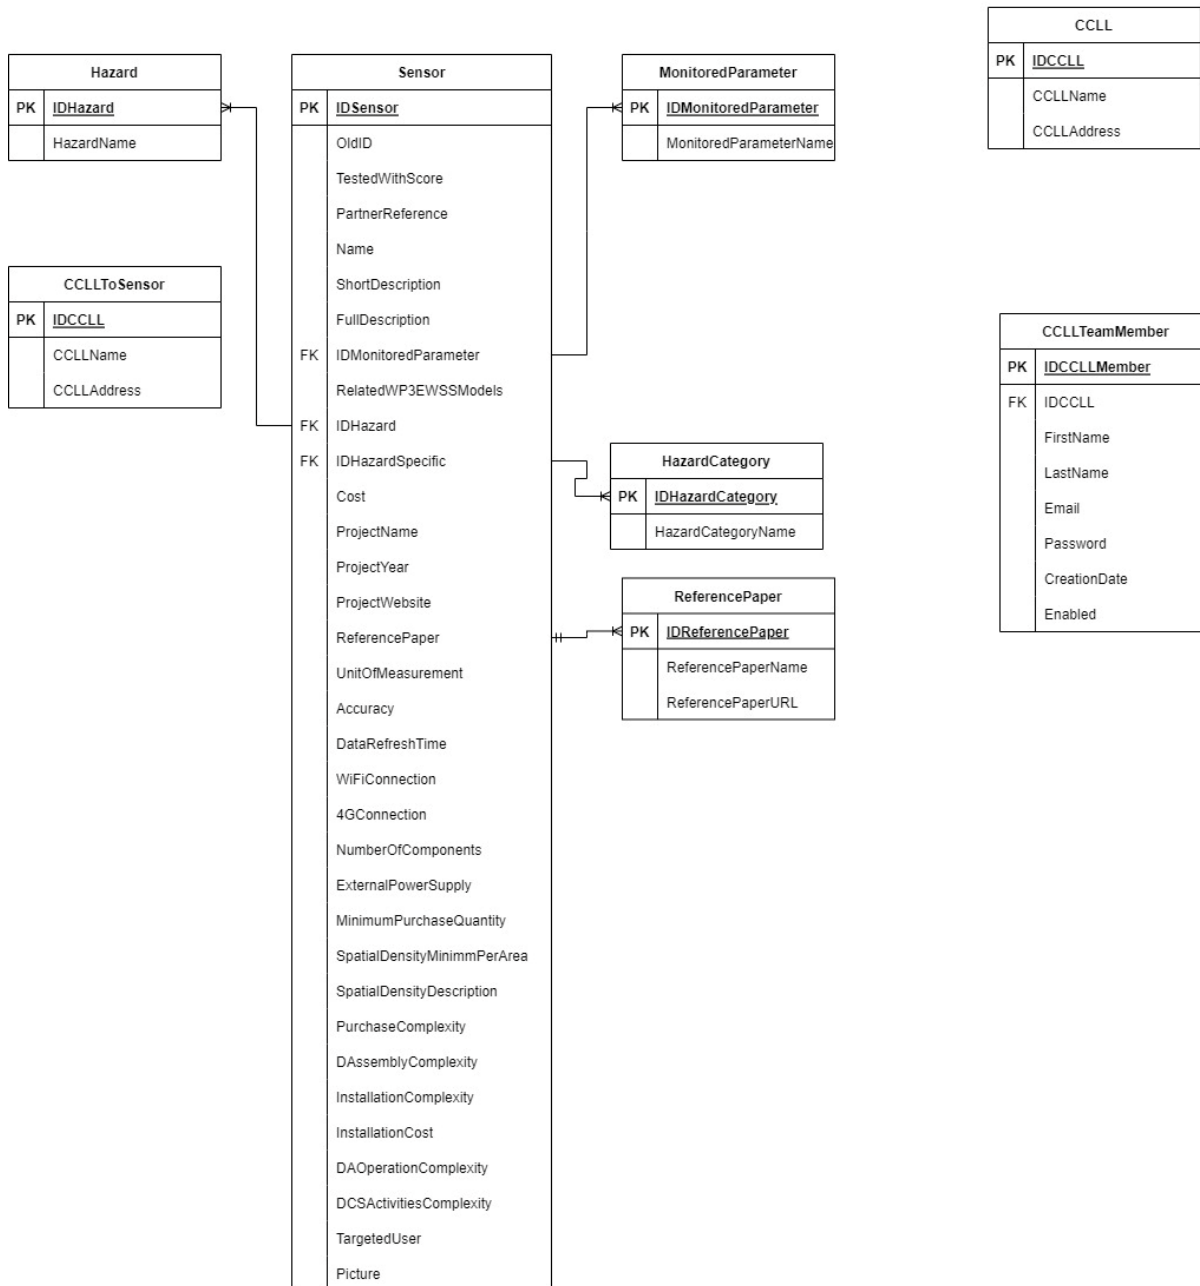 Hazard
PK IDHazard
HazardName
CCLLToSensor
PK IDCCLL
CCLLName
CCLLAddress
Sensor
PK IDSensor
OldID
TestedWithScore
PartnerReference
Name
ShortDescription
FullDescription
FK IDMonitoredParameter
RelatedWP3EWSSModels
FK IDHazard
FK IDHazardSpecific
Cost
ProjectName
ProjectYear
ProjectWebsite
ReferencePaper
UnitOfMeasurement
Accuracy
DataRefreshTime
WiFiConnection
4GConnection
NumberOfComponents
ExternalPowerSupply
MinimumPurchaseQuantity
SpatialDensityMinimmPerArea
SpatialDensityDescription
PurchaseComplexity
DAssemblyComplexity
InstallationComplexity
InstallationCost
DAOperationComplexity
DCSActivitiesComplexity
TargetedUser
Picture
MonitoredParameter
PK IDMonitoredParameter
MonitoredParameterName
HazardCategory
PK IDHazardCategory
HazardCategoryName
ReferencePaper
PK IDReferencePaper
ReferencePaperName
ReferencePaperURL
CCLL
PK IDCCLL
CCLLName
CCLLAddress
CCLLTeamMember
PK IDCCLLMember
FK IDCCLL
FirstName
LastName
Email
Password
CreationDate
Enabled